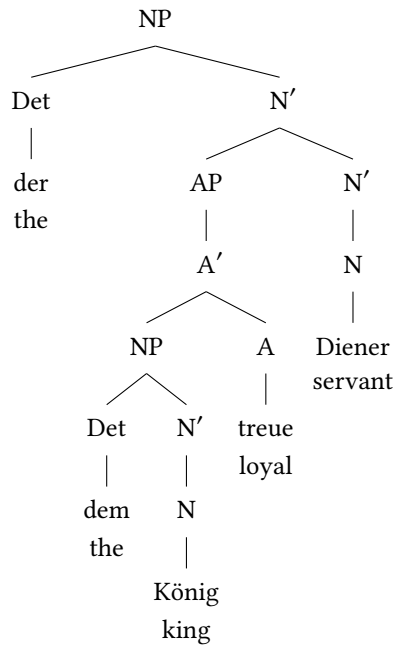 NP
Det N′
der AP N′
the
A′ N
NP A Diener
servant
Det N′ treue
loyal
dem N
the
König
king